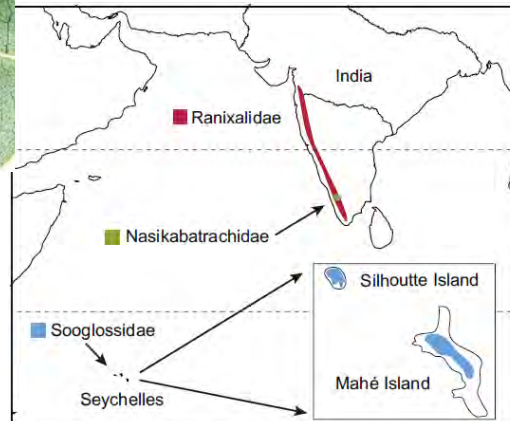 India
Ranixalidae
Nasikabatrachidae
Silhoutte Island
Sooglossidae
Mahé Island
Seychelles